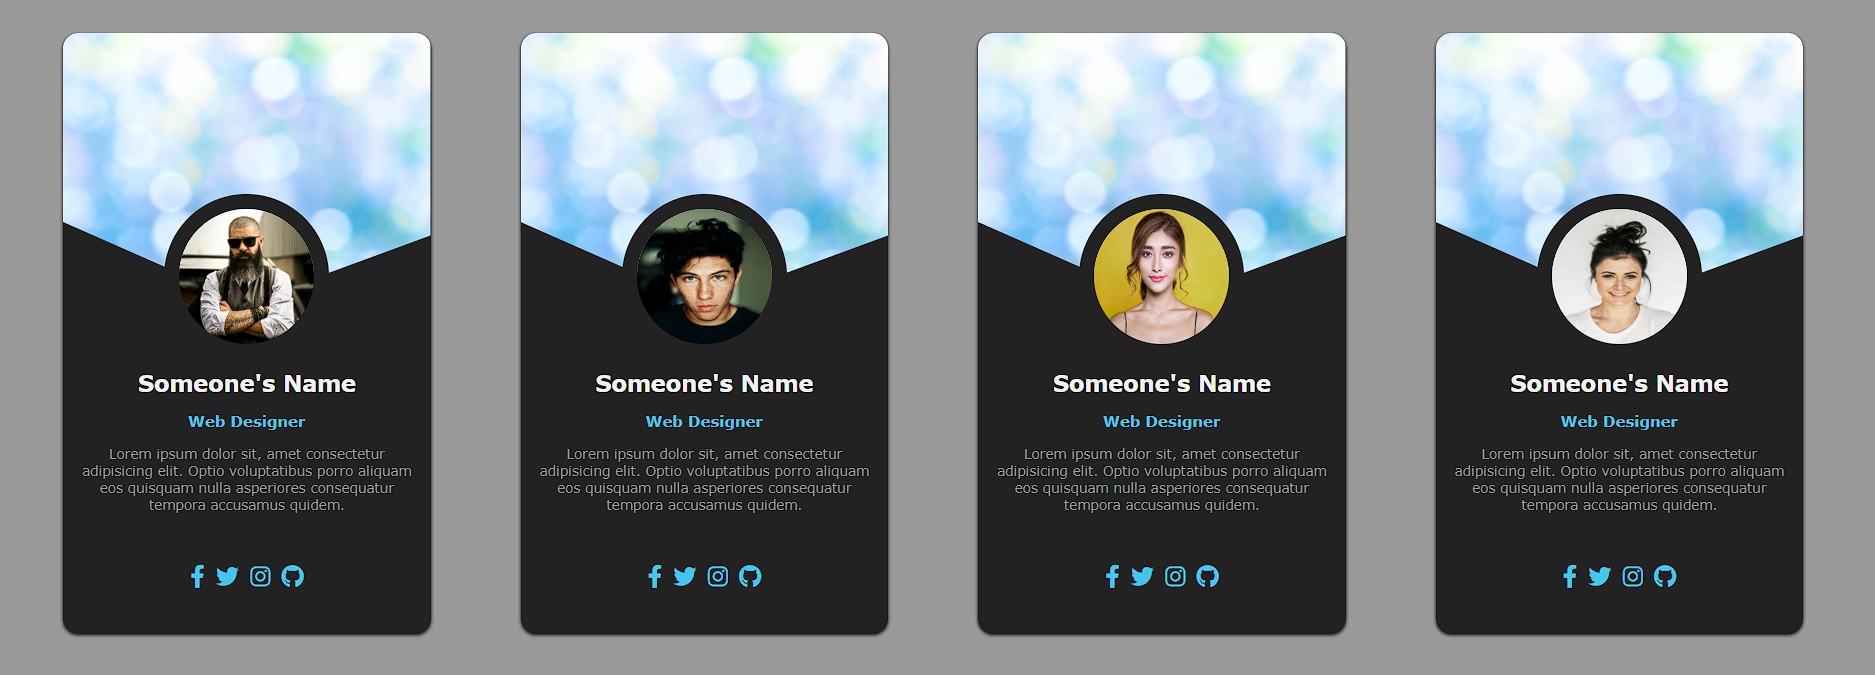 Someone's Name
Web Designer
Lorem ipsum dolor sit, amet consectetur
adipisicing elit. Optio voluptatibus porro aliquam
eos quisquam nulla asperiores consequatur
tempora accusamus quidem.
Someone's Name
Web Designer
Lorem ipsum dolor sit, amet consectetur
adipisicing elit. Optio voluptatibus porro aliquam
eos quisquam nulla asperiores consequatur
tempora accusamus quidem.
Someone's Name
Web Designer
Lorem ipsum dolor sit, amet consectetur
adipisicing elit. Optio voluptatibus porro aliquam
eos quisquam nulla asperiores consequatur
tempora accusamus quidem.
Someone's Name
Web Designer
Lorem ipsum dolor sit, amet consectetur
adipisicing elit. Optio voluptatibus porro aliquam
eos quisquam nulla asperiores consequatur
tempora accusamus quidem.